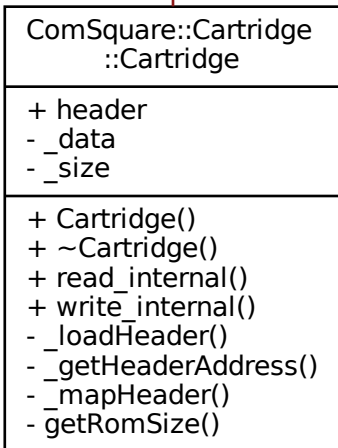 ComSquare::Cartridge
::Cartridge
+ header
- _data
- _size
+ Cartridge()
+ ~Cartridge()
+ read_internal()
+ write_internal()
- _loadHeader()
- _getHeaderAddress()
- _mapHeader()
- getRomSize()